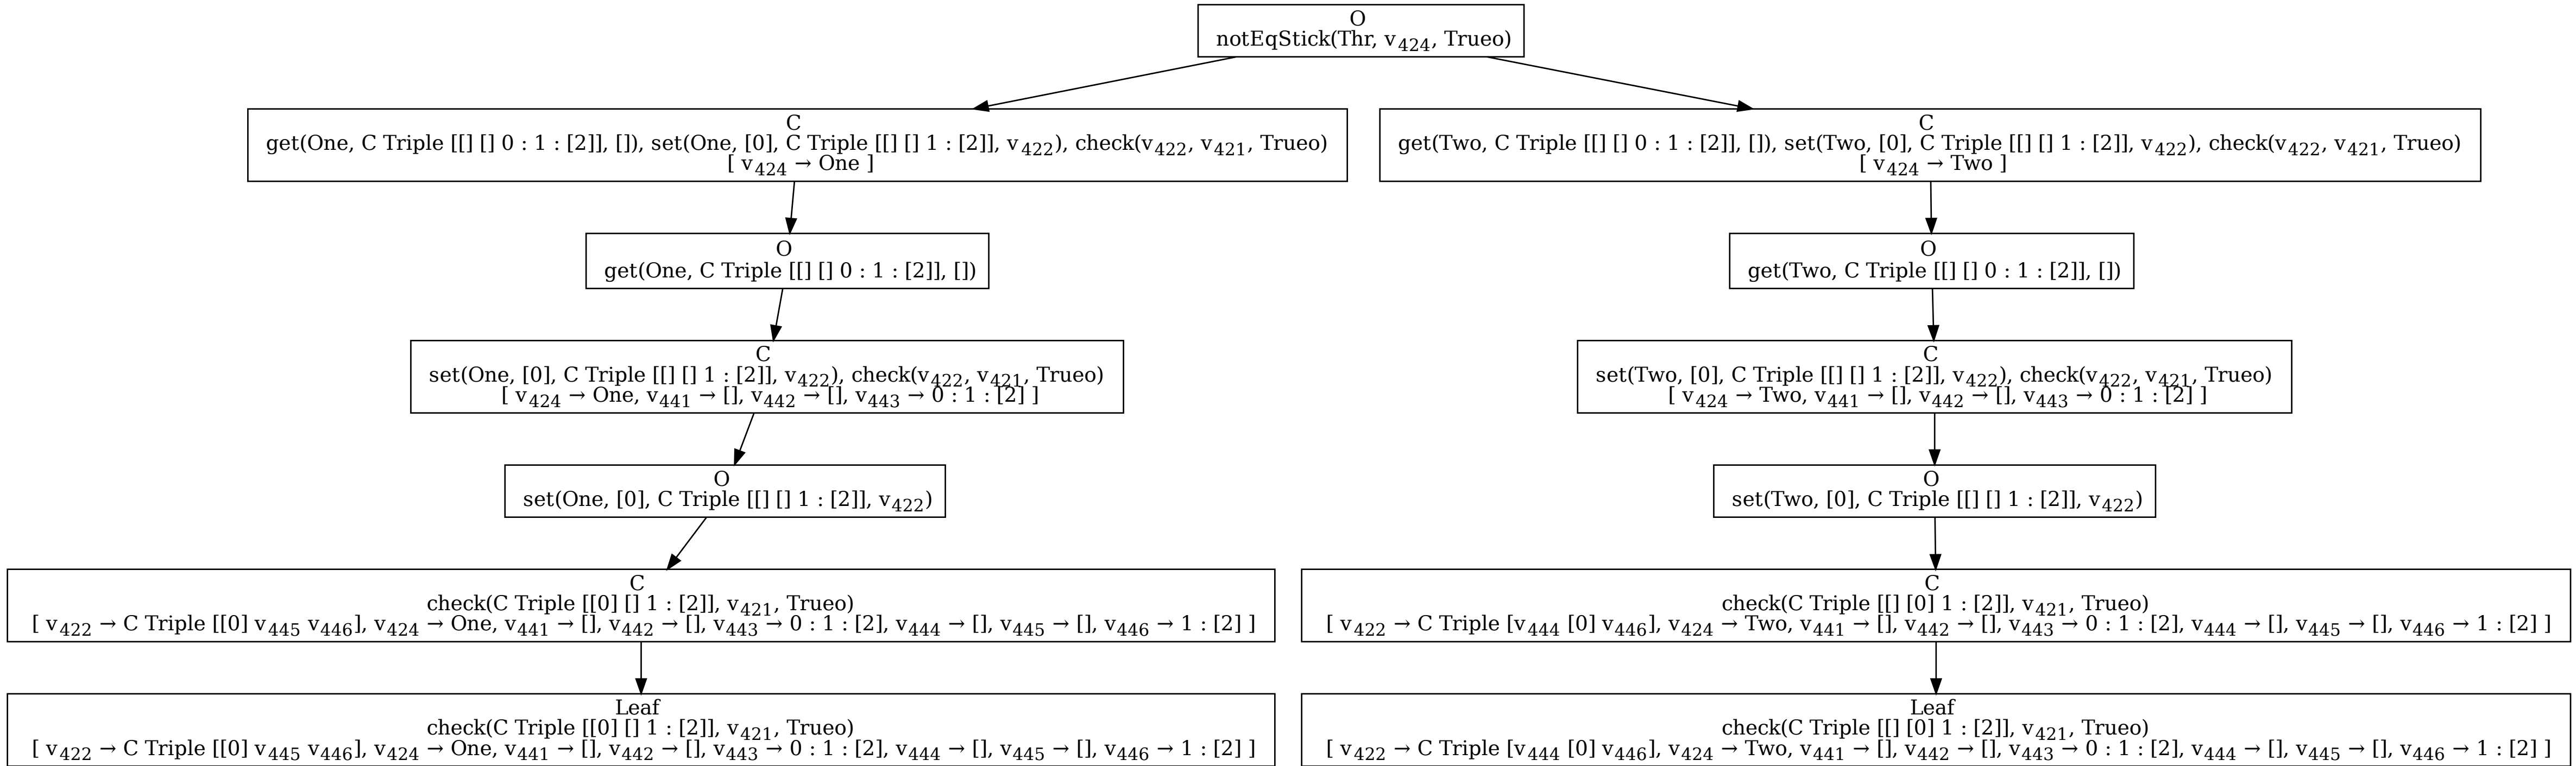 O
notEqStick(Thr, v424, Trueo)
C
get(One, C Triple [[] [] 0 : 1 : [2]], []), set(One, [0], C Triple [[] [] 1 : [2]], v422), check(v422, v421, Trueo)
[ v424 → One ]
C
get(Two, C Triple [[] [] 0 : 1 : [2]], []), set(Two, [0], C Triple [[] [] 1 : [2]], v422), check(v422, v421, Trueo)
[ v424 → Two ]
O
get(One, C Triple [[] [] 0 : 1 : [2]], [])
O
get(Two, C Triple [[] [] 0 : 1 : [2]], [])
C
set(One, [0], C Triple [[] [] 1 : [2]], v422), check(v422, v421, Trueo)
[ v424 → One, v441 → [], v442 → [], v443 → 0 : 1 : [2] ]
C
set(Two, [0], C Triple [[] [] 1 : [2]], v422), check(v422, v421, Trueo)
[ v424 → Two, v441 → [], v442 → [], v443 → 0 : 1 : [2] ]
O
set(One, [0], C Triple [[] [] 1 : [2]], v422)
O
set(Two, [0], C Triple [[] [] 1 : [2]], v422)
C
check(C Triple [[0] [] 1 : [2]], v421, Trueo)
[ v422 → C Triple [[0] v445 v446], v424 → One, v441 → [], v442 → [], v443 → 0 : 1 : [2], v444 → [], v445 → [], v446 → 1 : [2] ]
C
check(C Triple [[] [0] 1 : [2]], v421, Trueo)
[ v422 → C Triple [v444 [0] v446], v424 → Two, v441 → [], v442 → [], v443 → 0 : 1 : [2], v444 → [], v445 → [], v446 → 1 : [2] ]
Leaf
check(C Triple [[0] [] 1 : [2]], v421, Trueo)
[ v422 → C Triple [[0] v445 v446], v424 → One, v441 → [], v442 → [], v443 → 0 : 1 : [2], v444 → [], v445 → [], v446 → 1 : [2] ]
Leaf
check(C Triple [[] [0] 1 : [2]], v421, Trueo)
[ v422 → C Triple [v444 [0] v446], v424 → Two, v441 → [], v442 → [], v443 → 0 : 1 : [2], v444 → [], v445 → [], v446 → 1 : [2] ]